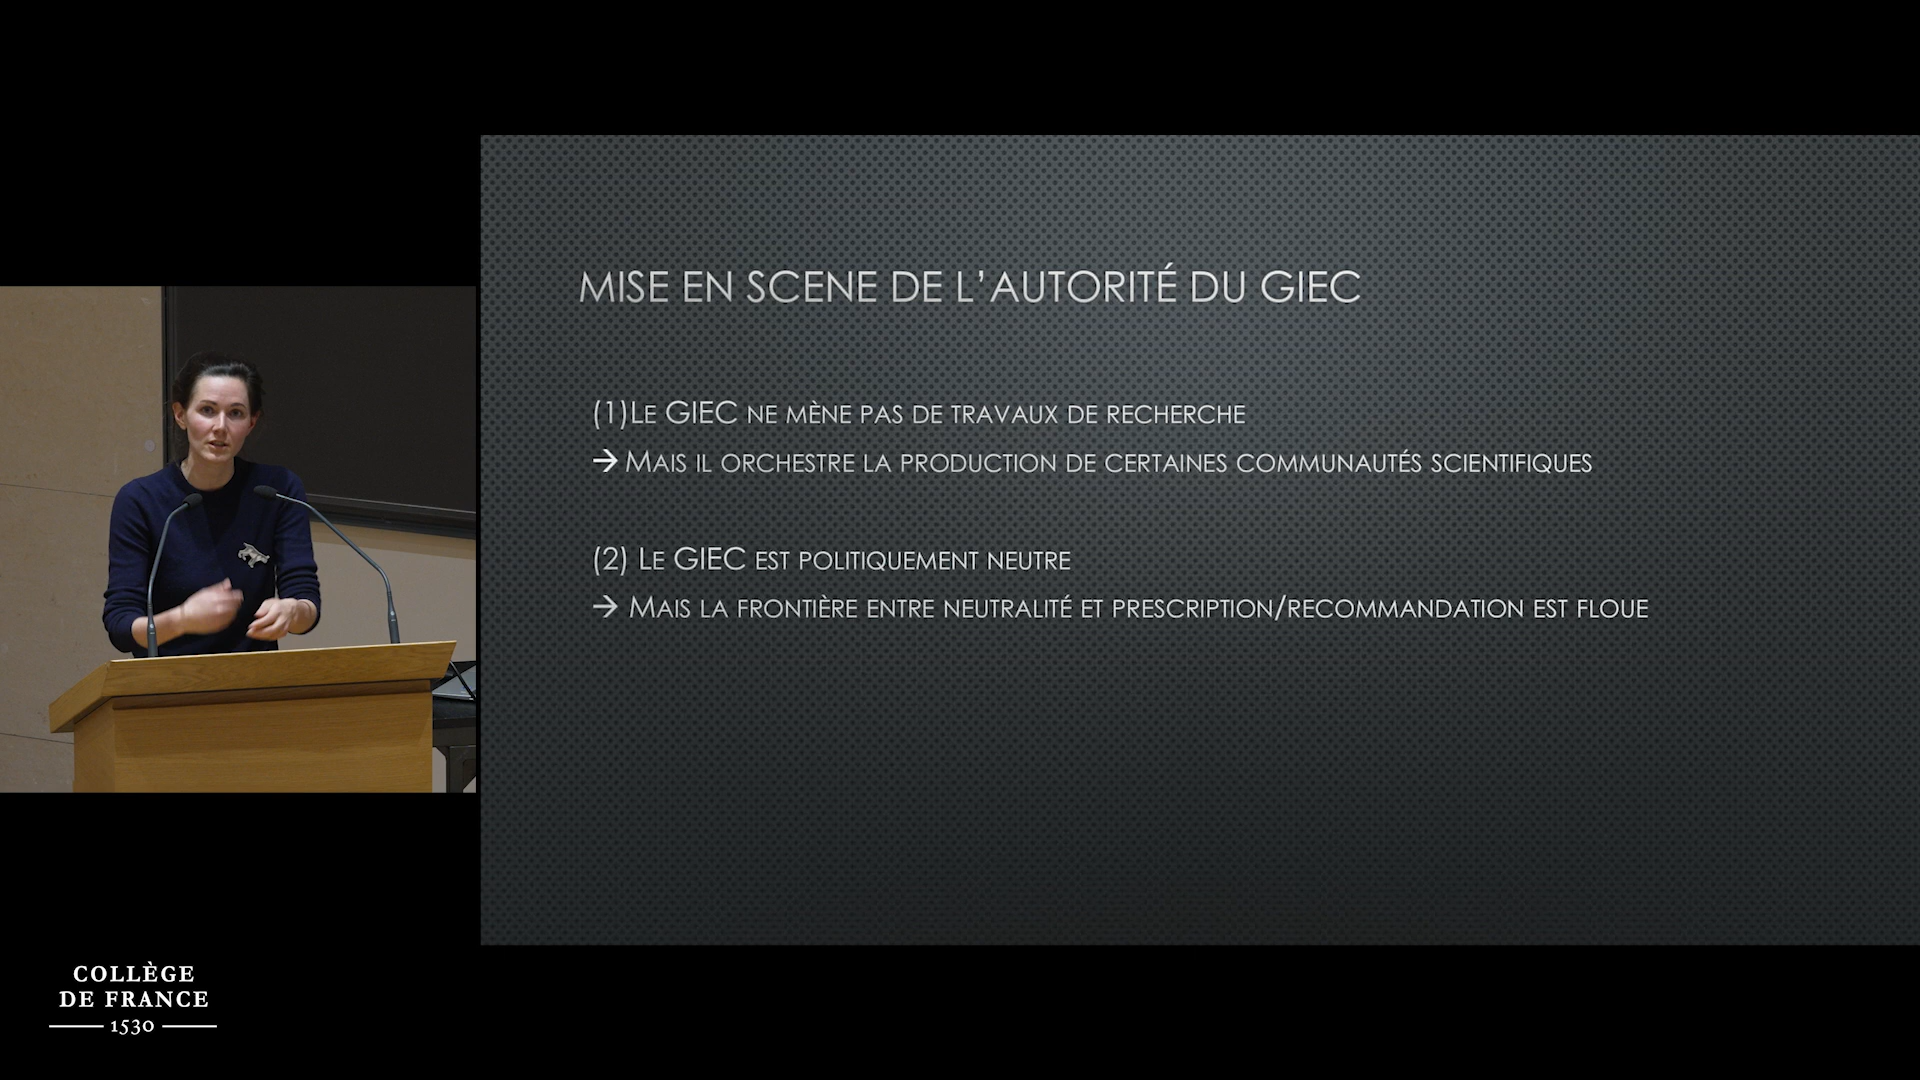 MISE EN SCENE DE L’AUTORITÉ DU GIEC
(1)LE GIEC NE MÈNE PAS DE TRAVAUX DE RECHERCHE
→ MAIS IL ORCHESTRE LA PRODUCTION DE CERTAINES COMMUNAUTÉS SCIENTIFIQUES
(2) LE GIEC EST POLITIQUEMENT NEUTRE
→ MAIS LA FRONTIÈRE ENTRE NEUTRALITÉ ET PRESCRIPTION/RECOMMANDATION EST FLOUE
COLLÈGE
DE FRANCE
1530